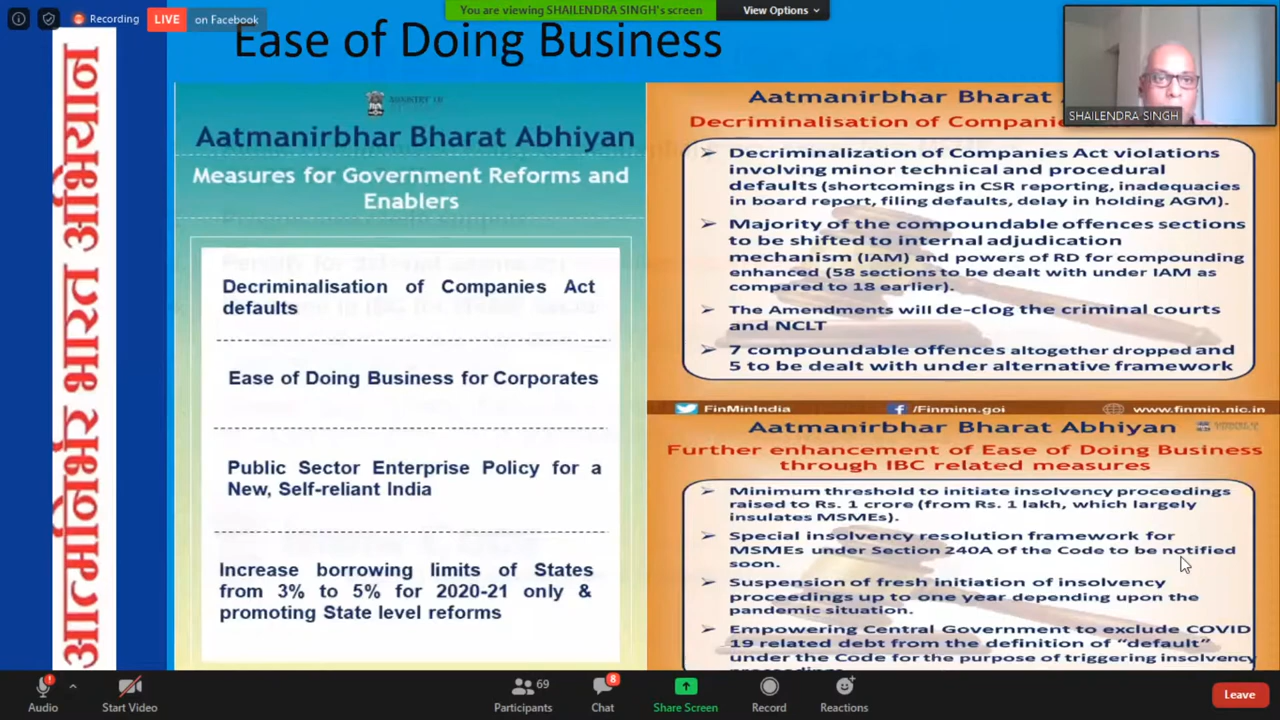 Recording
LIVE
on Facebook
You are viewing SHAILENDRA SINGH's screen
View Options
आत्मनिर्भर भारत अभियान
Ease of Doing Business
SHAILENDRA SINGH
Aatmanirbhar Bharat Abhiyan
Measures for Government Reforms and
Enablers
Decriminalisation of Companies Act
defaults
Ease of Doing Business for Corporates
Public Sector Enterprise Policy for a
New, Self-reliant India
Increase borrowing limits of States
from 3% to 5% for 2020-21 only &
promoting State level reforms
Aatmanirbhar Bharat
Decriminalisation of Companies
➢ Decriminalization of Companies Act violations
involving minor technical and procedural
defaults (shortcomings in CSR reporting, inadequacies
in board report, filing defaults, delay in holding AGM).
➢ Majority of the compoundable offences sections
to be shifted to internal adjudication
mechanism (IAM) and powers of RD for compounding
enhanced (58 sections to be dealt with under IAM as
compared to 18 earlier).
➢ The Amendments will de-clog the criminal courts
and NCLT
➢ 7 compoundable offences altogether dropped and
5 to be dealt with under alternative framework
FinMinIndia
/Finminn.goi
www.finmin.nic.in
Aatmanirbhar Bharat Abhiyan
Further enhancement of Ease of Doing Business
through IBC related measures
➢ Minimum threshold to initiate insolvency proceedings
raised to Rs. 1 crore (from Rs. 1 lakh, which largely
insulates MSMEs).
➢ Special insolvency resolution framework for
MSMEs under Section 240A of the Code to be notified
soon.
➢ Suspension of fresh initiation of insolvency
proceedings up to one year depending upon the
pandemic situation.
➢ Empowering Central Government to exclude COVID
19 related debt from the definition of “default”
under the Code for the purpose of triggering insolvency
Audio
Start Video
69
Participants
8
Chat
Share Screen
Record
Reactions
Leave